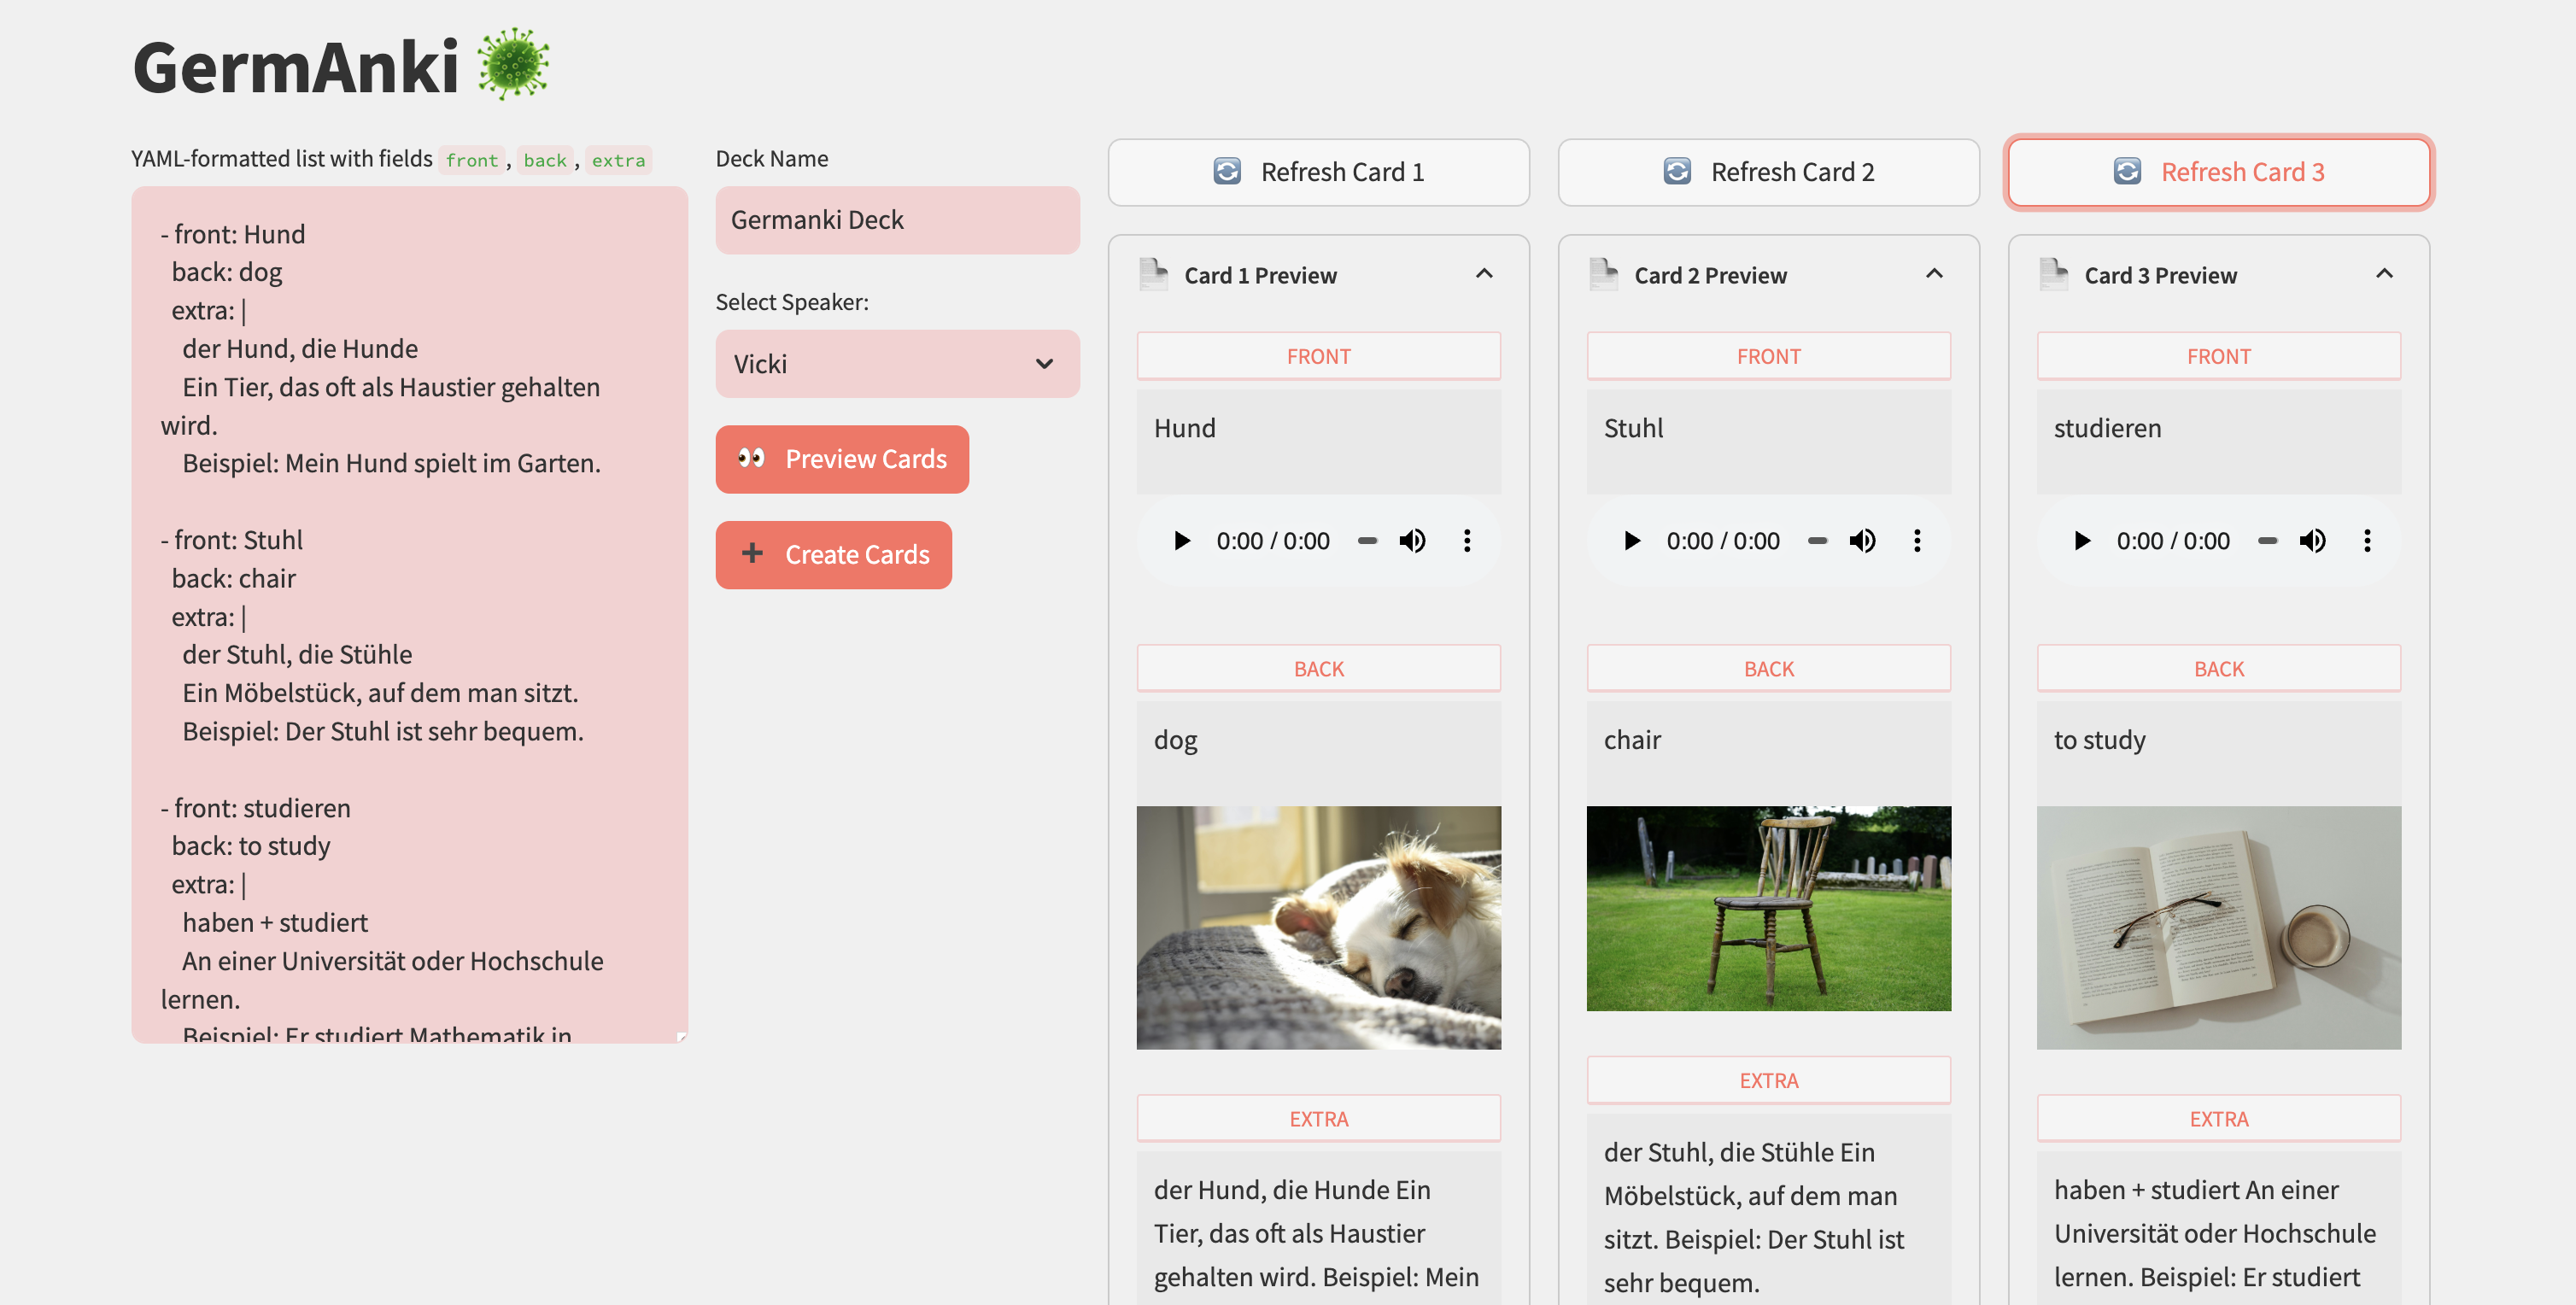 GermAnki
YAML-formatted list with fields front, back, extra
- front: Hund
back: dog
extra: |
der Hund, die Hunde
Ein Tier, das oft als Haustier gehalten
wird.
Beispiel: Mein Hund spielt im Garten.
- front: Stuhl
back: chair
extra: |
der Stuhl, die Stühle
Ein Möbelstück, auf dem man sitzt.
Beispiel: Der Stuhl ist sehr bequem.
- front: studieren
back: to study
extra: |
haben + studiert
An einer Universität oder Hochschule
lernen.
Beispiel: Er studiert Mathematik in
Deck Name
Germanki Deck
Select Speaker:
Vicki
Preview Cards
Create Cards
Refresh Card 1
Card 1 Preview
FRONT
Hund
0:00 / 0:00
BACK
dog
EXTRA
der Hund, die Hunde Ein
Tier, das oft als Haustier
gehalten wird. Beispiel: Mein
Refresh Card 2
Card 2 Preview
FRONT
Stuhl
0:00 / 0:00
BACK
chair
EXTRA
der Stuhl, die Stühle Ein
Möbelstück, auf dem man
sitzt. Beispiel: Der Stuhl ist
sehr bequem.
Refresh Card 3
Card 3 Preview
FRONT
studieren
0:00 / 0:00
BACK
to study
EXTRA
haben + studiert An einer
Universität oder Hochschule
lernen. Beispiel: Er studiert